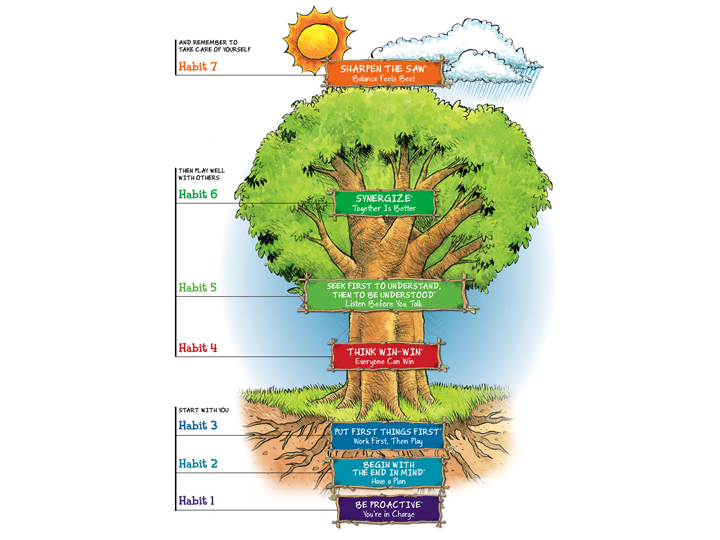 AND REMEMBER TO
TAKE CARE OF YOURSELF
Habit 7
SHARPEN THE SAW®
Balance Feels Best
THEN PLAY WELL
WITH OTHERS
Habit 6
SYNERGIZE®
Together Is Better
Habit 5
SEEK FIRST TO UNDERSTAND,
THEN TO BE UNDERSTOOD®
Listen Before You Talk
Habit 4
THINK WIN-WIN®
Everyone Can Win
START WITH YOU
Habit 3
PUT FIRST THINGS FIRST®
Work First, Then Play
Habit 2
BEGIN WITH
THE END IN MIND®
Have a Plan
Habit 1
BE PROACTIVE®
You're in Charge